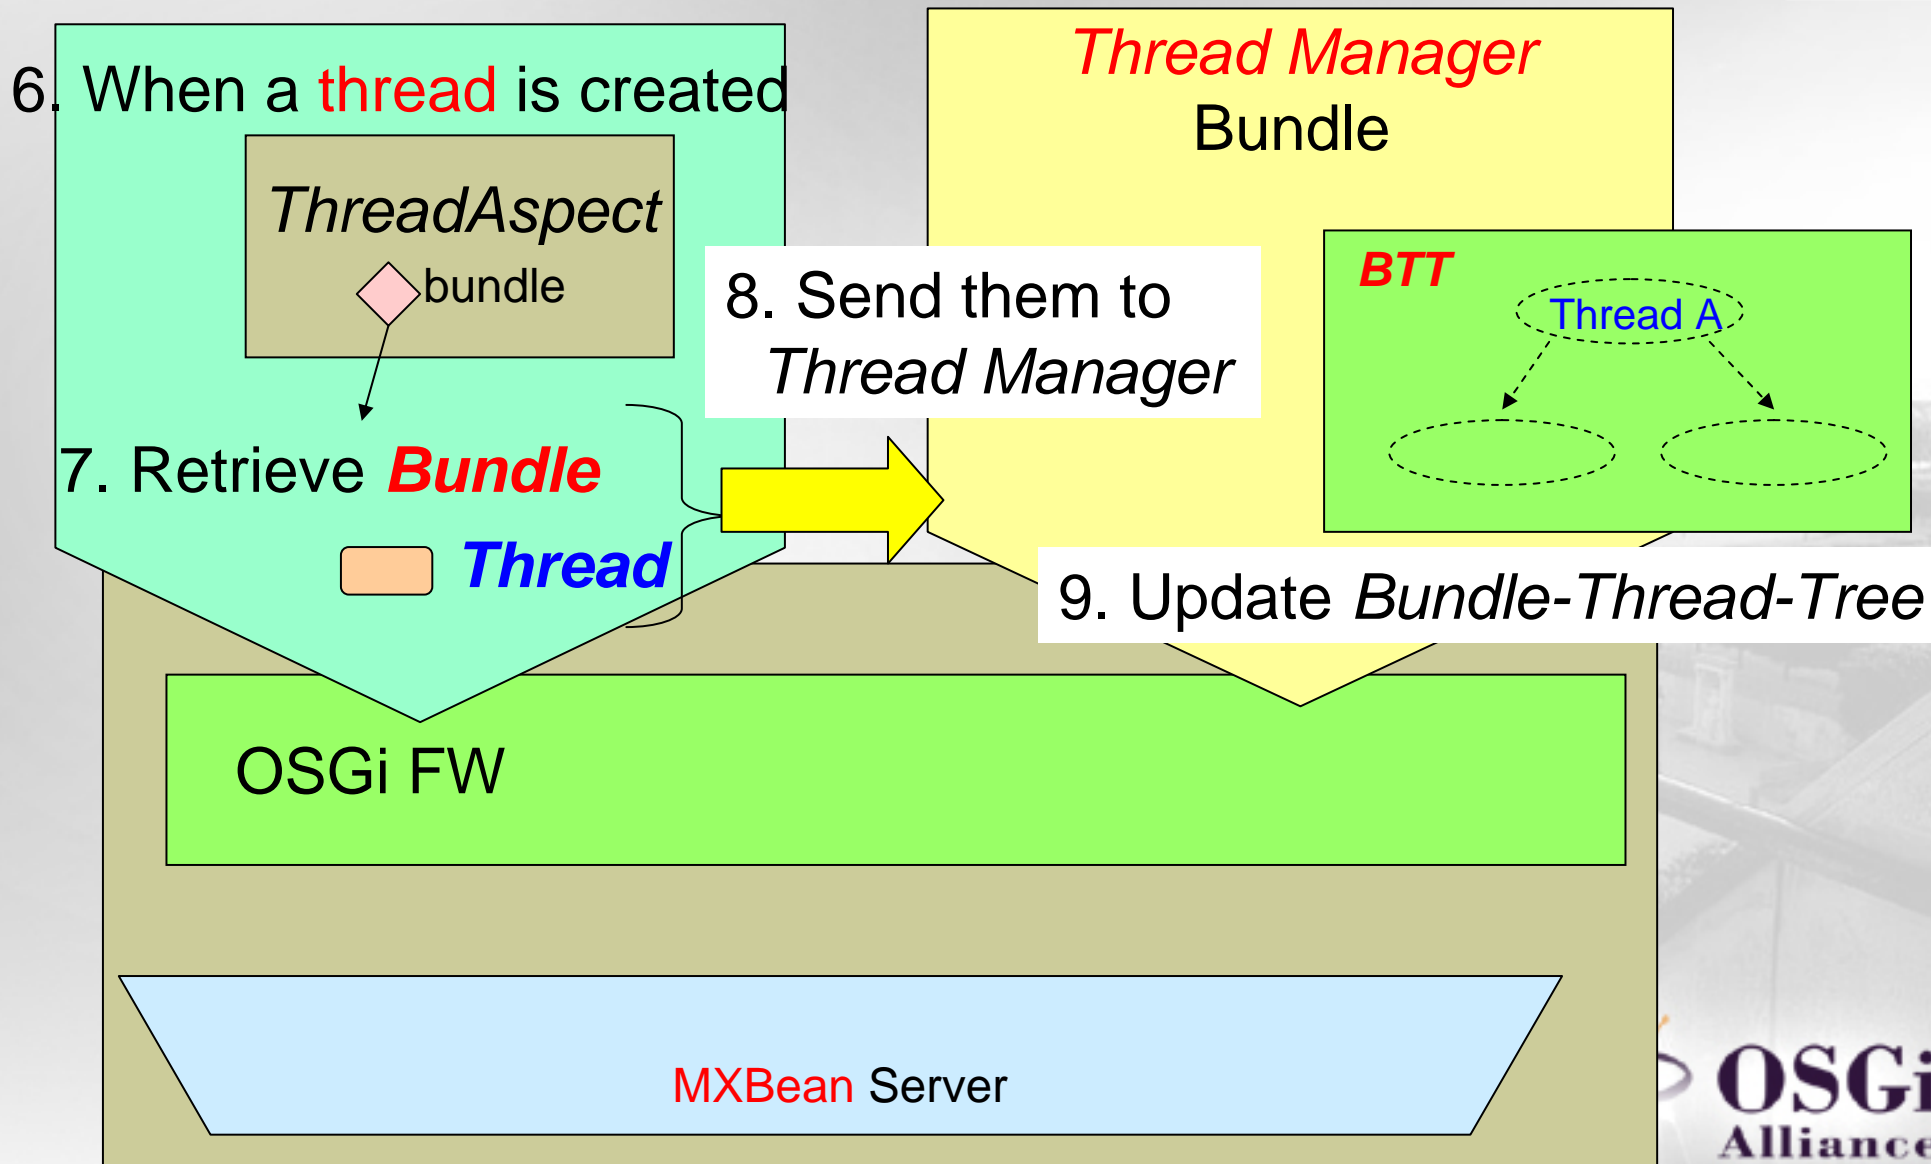 6. When a thread is created
ThreadAspect
bundle
7. Retrieve Bundle
Thread
8. Send them to
Thread Manager
Thread Manager
Bundle
BTT
Thread A
9. Update Bundle-Thread-Tree
OSGi FW
MXBean Server
OSGi
Alliance